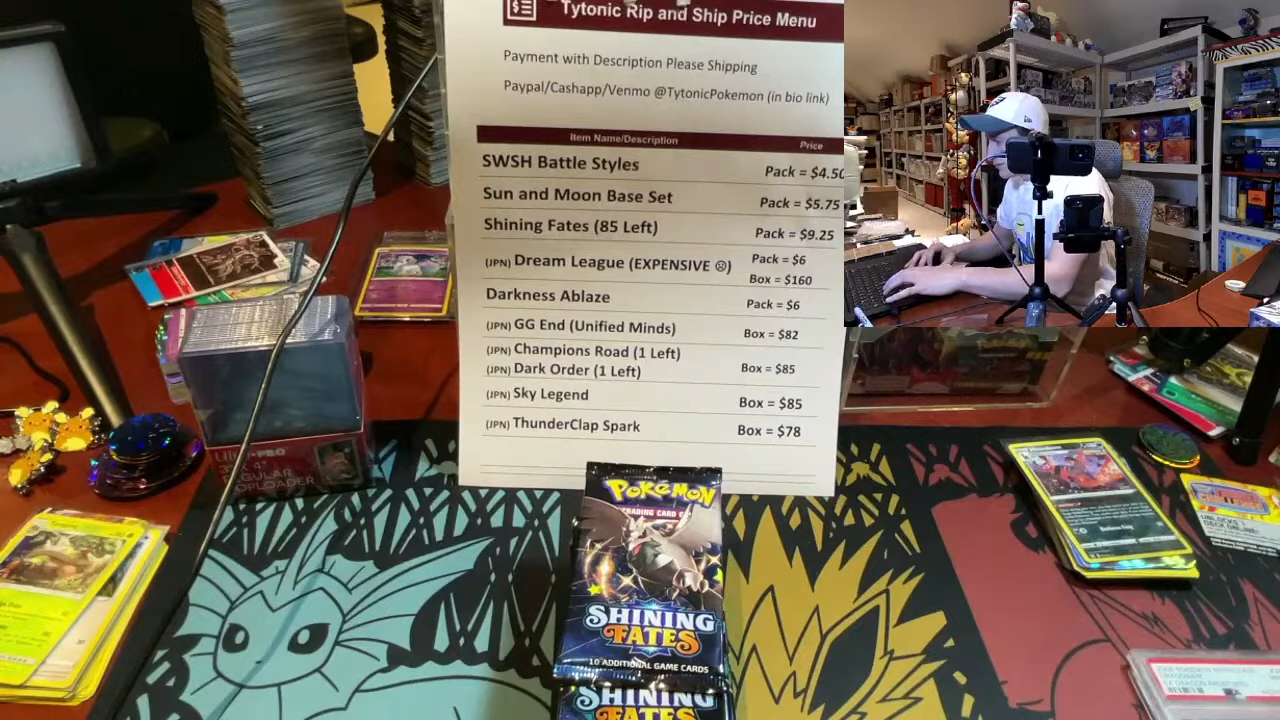 Tytonic Rip and Ship Price Menu
Payment with Description Please Shipping
Paypal/Cashapp/Venmo @TytonicPokemon (in bio link)
Item Name/Description Price
SWSH Battle Styles Pack = $4.50
Sun and Moon Base Set Pack = $5.75
Shining Fates (85 Left) Pack = $9.25
(JPN) Dream League (EXPENSIVE ☹) Pack = $6
Box = $160
Darkness Ablaze Pack = $6
(JPN) GG End (Unified Minds) Box = $82
(JPN) Champions Road (1 Left)
(JPN) Dark Order (1 Left) Box = $85
(JPN) Sky Legend Box = $85
(JPN) ThunderClap Spark Box = $78
Pokémon
TRADING CARD G
SHINING
FATES
10 ADDITIONAL GAME CARDS
SHINING
FATES
Ultra-PRO
3" X 4"
REGULAR
TOPLOADER
UNLOCKS